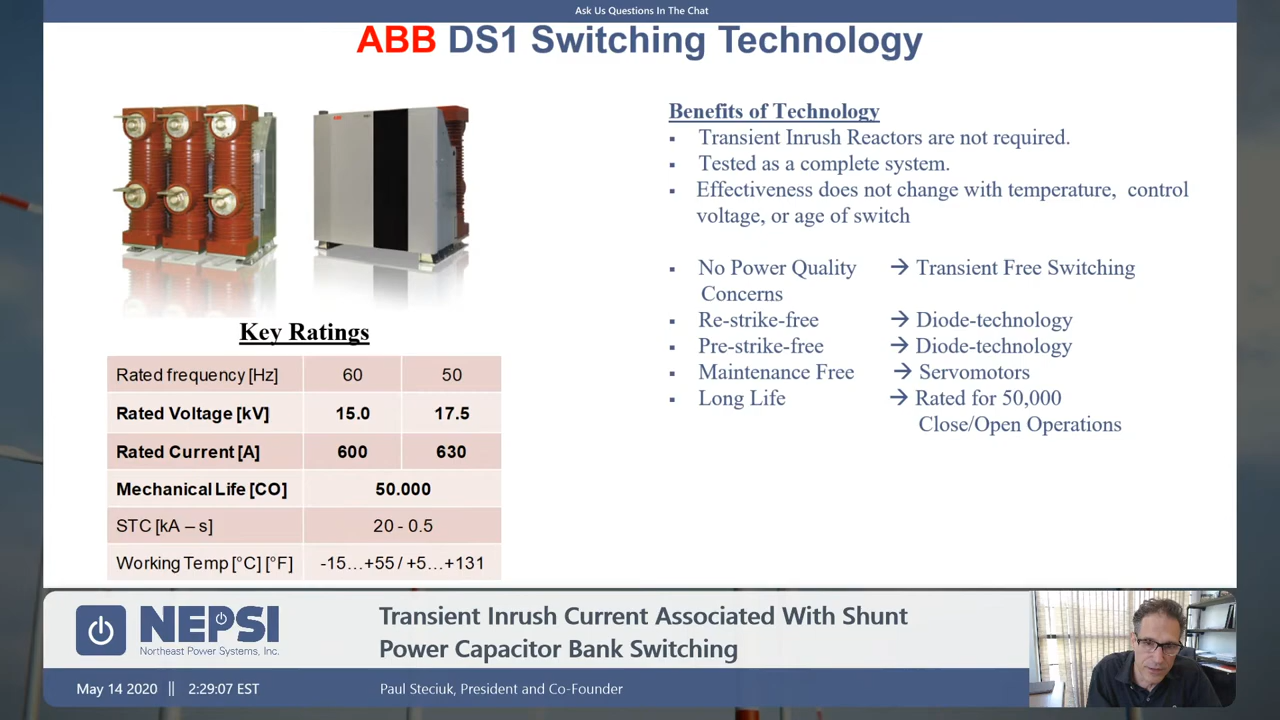 Ask Us Questions In The Chat
ABB DS1 Switching Technology
Key Ratings
Rated frequency [Hz] 60 50
Rated Voltage [kV] 15.0 17.5
Rated Current [A] 600 630
Mechanical Life [CO] 50.000
STC [kA – s] 20 - 0.5
Working Temp [°C] [°F] -15…+55 / +5…+131
Benefits of Technology
▪ Transient Inrush Reactors are not required.
▪ Tested as a complete system.
▪ Effectiveness does not change with temperature, control
voltage, or age of switch
▪ No Power Quality → Transient Free Switching
Concerns
▪ Re-strike-free → Diode-technology
▪ Pre-strike-free → Diode-technology
▪ Maintenance Free → Servomotors
▪ Long Life → Rated for 50,000
Close/Open Operations
NEPSI
Northeast Power Systems, Inc.
Transient Inrush Current Associated With Shunt
Power Capacitor Bank Switching
May 14 2020 || 2:29:07 EST
Paul Steciuk, President and Co-Founder